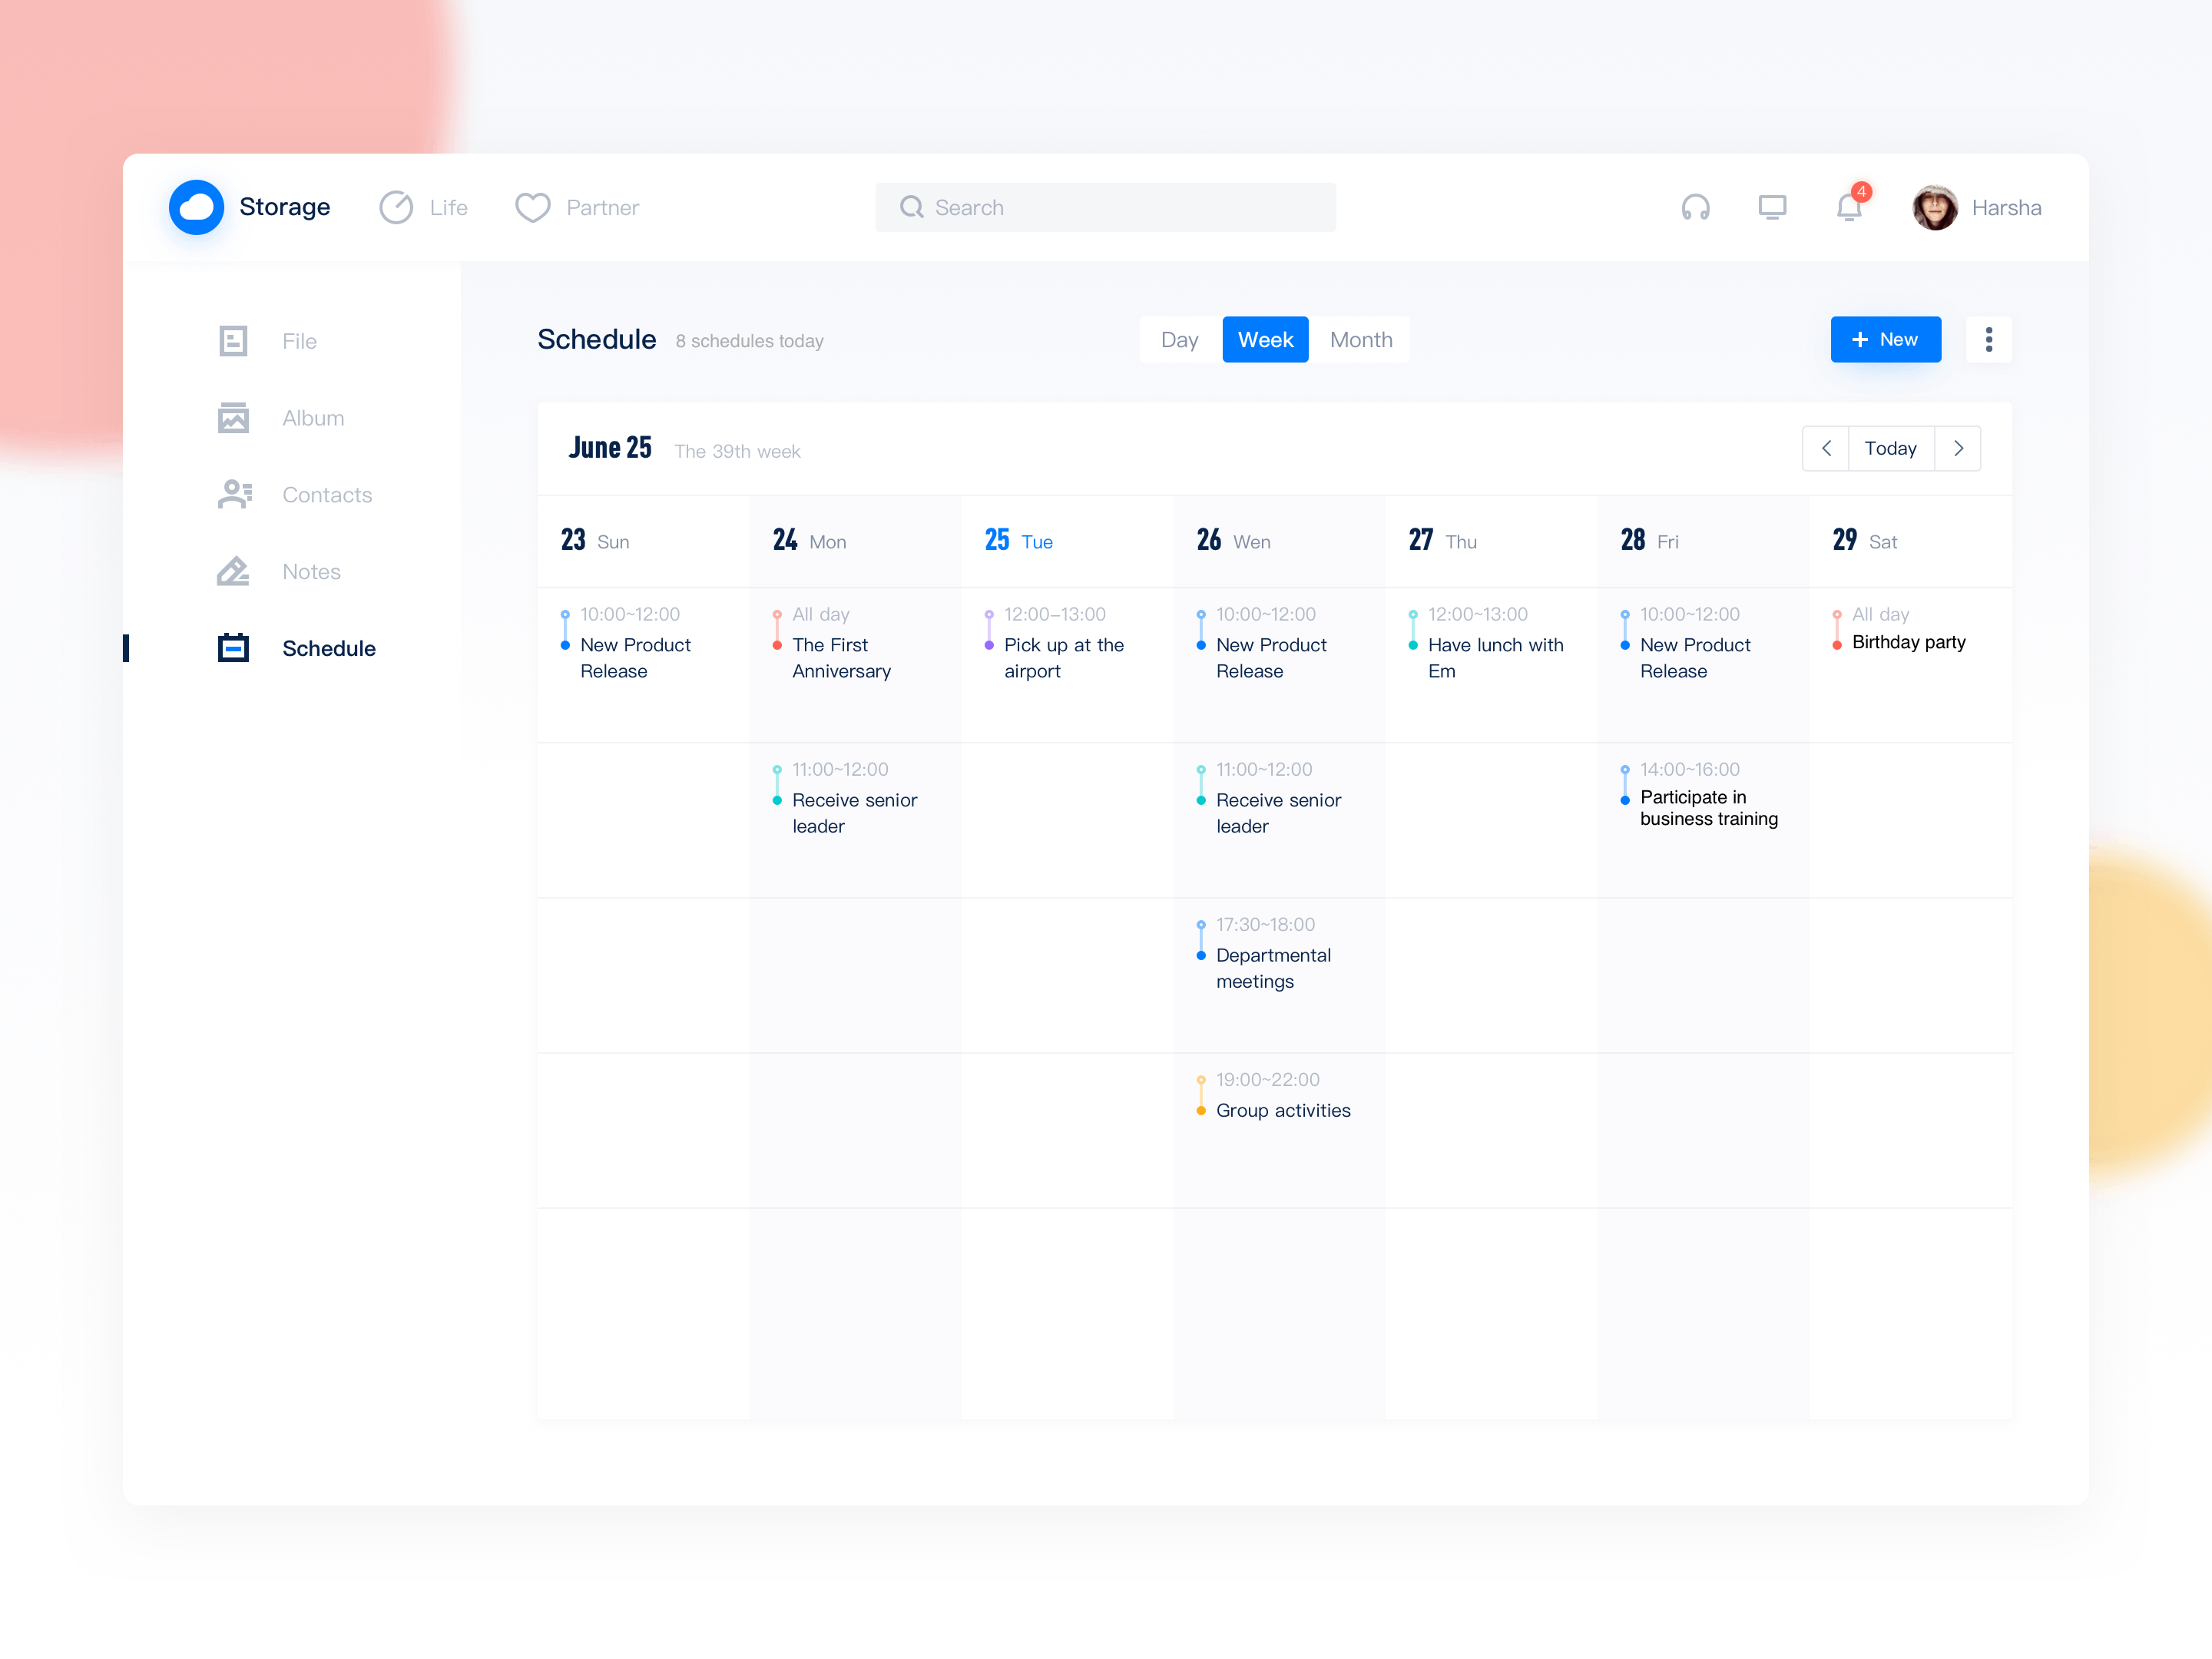 Storage
Life
Partner
Search
4
Harsha
File
Album
Contacts
Notes
Schedule
Schedule
8 schedules today
Day
Week
Month
+ New
June 25
The 39th week
Today
23 Sun
24 Mon
25 Tue
26 Wen
27 Thu
28 Fri
29 Sat
10:00~12:00
New Product
Release
All day
The First
Anniversary
12:00–13:00
Pick up at the
airport
10:00~12:00
New Product
Release
12:00~13:00
Have lunch with
Em
10:00~12:00
New Product
Release
All day
Birthday party
11:00~12:00
Receive senior
leader
11:00~12:00
Receive senior
leader
14:00~16:00
Participate in
business training
17:30~18:00
Departmental
meetings
19:00~22:00
Group activities